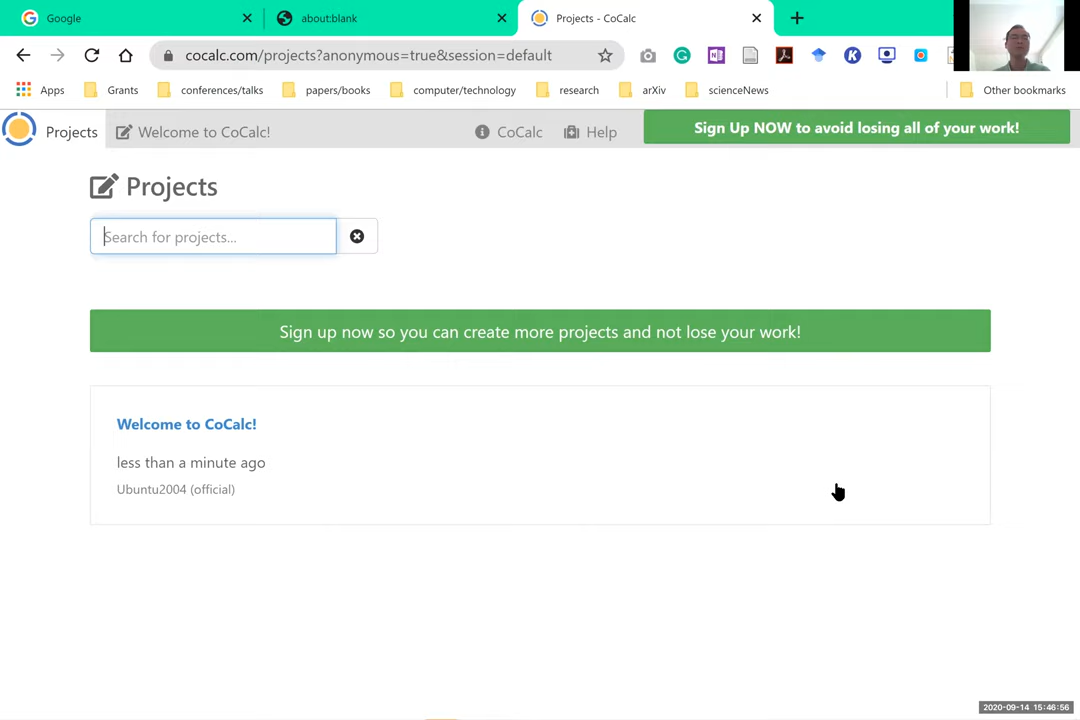 Google
about:blank
Projects - CoCalc
cocalc.com/projects?anonymous=true&session=default
Apps
Grants
conferences/talks
papers/books
computer/technology
research
arXiv
scienceNews
Other bookmarks
Projects
Welcome to CoCalc!
CoCalc
Help
Sign Up NOW to avoid losing all of your work!
Projects
Search for projects...
Sign up now so you can create more projects and not lose your work!
Welcome to CoCalc!
less than a minute ago
Ubuntu2004 (official)
2020-09-14 15:46:56